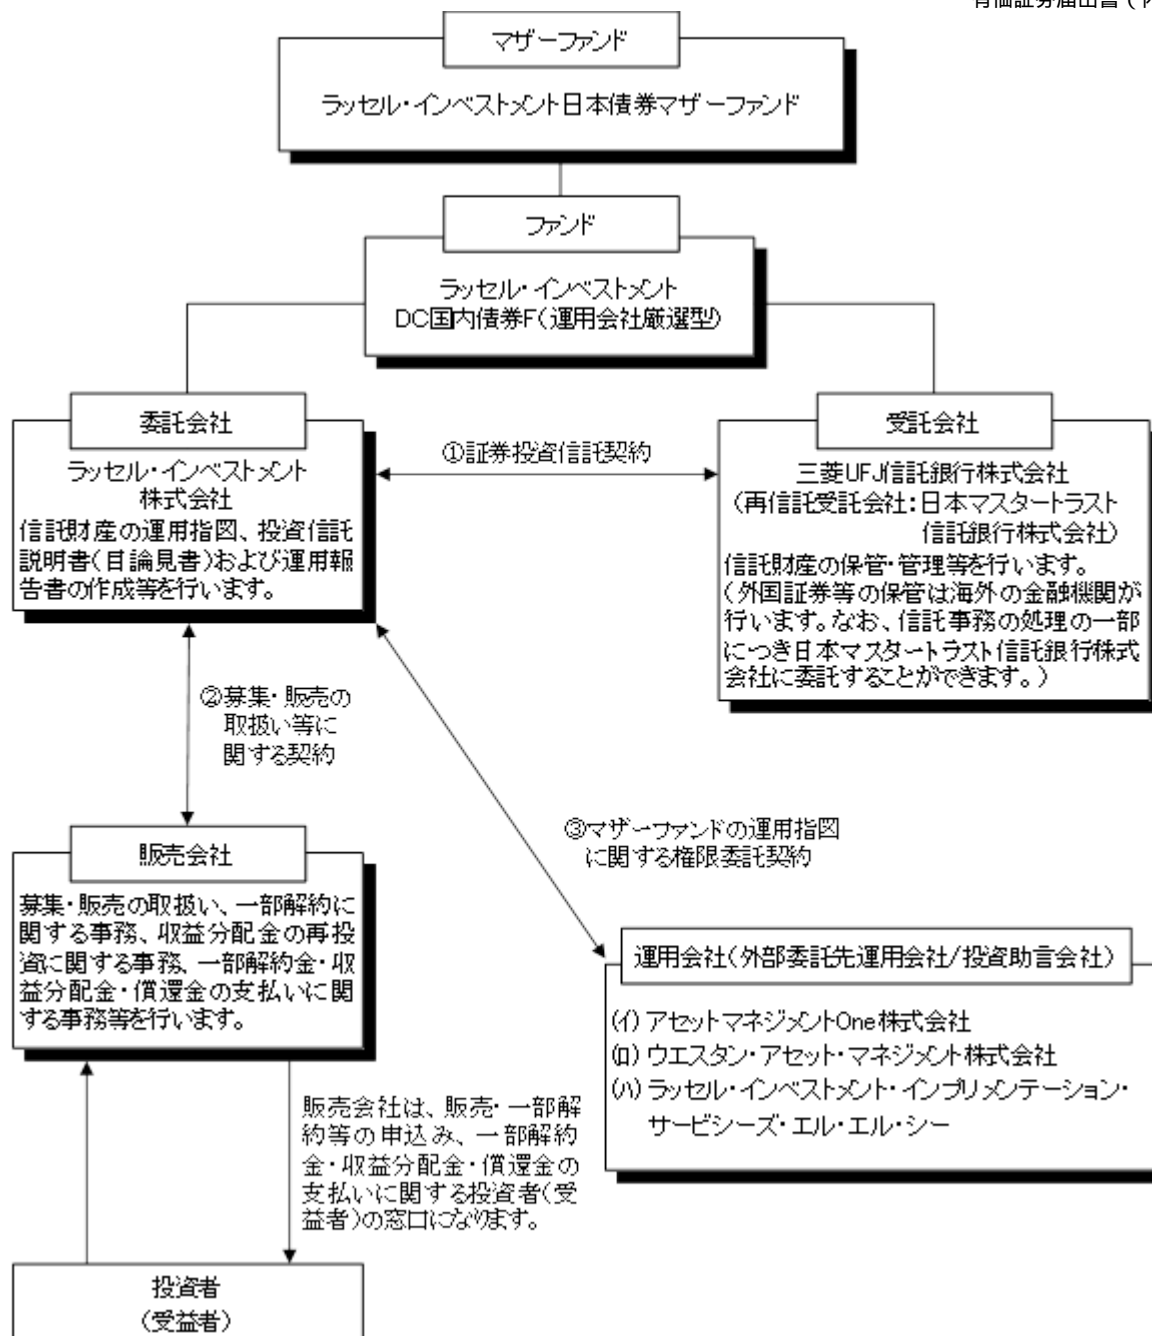 有価証券届出書（
マザーファンド
ラッセル・インベストメント日本債券マザーファンド
ファンド
ラッセル・インベストメント
DC国内債券F(運用会社厳選型)
委託会社
ラッセル・インベストメント
株式会社
信託財産の運用指図、投資信託
説明書(目論見書)および運用報
告書の作成等を行います。
①証券投資信託契約
受託会社
三菱UFJ信託銀行株式会社
(再信託受託会社:日本マスタートラスト
信託銀行株式会社)
信託財産の保管・管理等を行います。
(外国証券等の保管は海外の金融機関が
行います。なお、信託事務の処理の一部
につき日本マスタートラスト信託銀行株式
会社に委託することができます。)
②募集・販売の
取扱い等に
関する契約
③マザーファンドの運用指図
に関する権限委託契約
販売会社
募集・販売の取扱い、一部解約に
関する事務、収益分配金の再投
資に関する事務、一部解約金・収
益分配金・償還金の支払いに関
する事務等を行います。
運用会社(外部委託先運用会社/投資助言会社)
(イ) アセットマネジメントOne株式会社
(ロ) ウエスタン・アセット・マネジメント株式会社
(ハ) ラッセル・インベストメント・インプリメンテーション・
サービシーズ・エル・エル・シー
販売会社は、販売・一部解
約等の申込み、一部解約
金・収益分配金・償還金の
支払いに関する投資者(受
益者)の窓口になります。
投資者
(受益者)